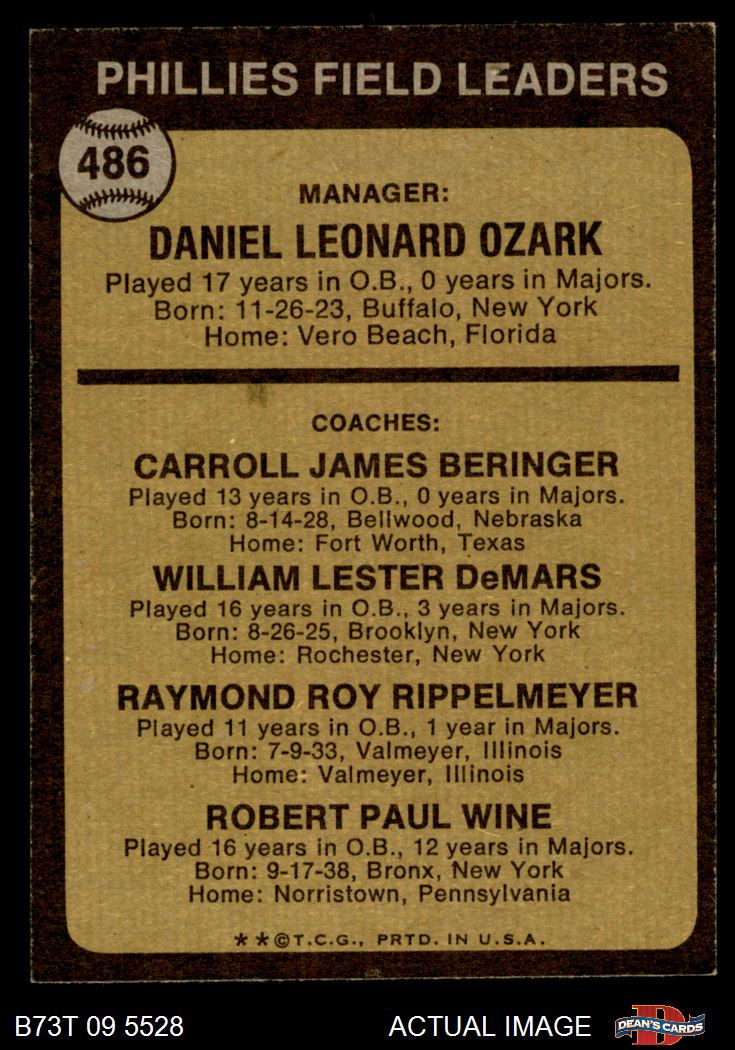 PHILLIES FIELD LEADERS
486
MANAGER:
DANIEL LEONARD OZARK
Played 17 years in O.B., 0 years in Majors.
Born: 11-26-23, Buffalo, New York
Home: Vero Beach, Florida
COACHES:
CARROLL JAMES BERINGER
Played 13 years in O.B., 0 years in Majors.
Born: 8-14-28, Bellwood, Nebraska
Home: Fort Worth, Texas
WILLIAM LESTER DeMARS
Played 16 years in O.B., 3 years in Majors.
Born: 8-26-25, Brooklyn, New York
Home: Rochester, New York
RAYMOND ROY RIPPELMEYER
Played 11 years in O.B., 1 year in Majors.
Born: 7-9-33, Valmeyer, Illinois
Home: Valmeyer, Illinois
ROBERT PAUL WINE
Played 16 years in O.B., 12 years in Majors.
Born: 9-17-38, Bronx, New York
Home: Norristown, Pennsylvania
**©T.C.G., PRTD. IN U.S.A.
B73T 09 5528 ACTUAL IMAGE D DEAN'S CARDS